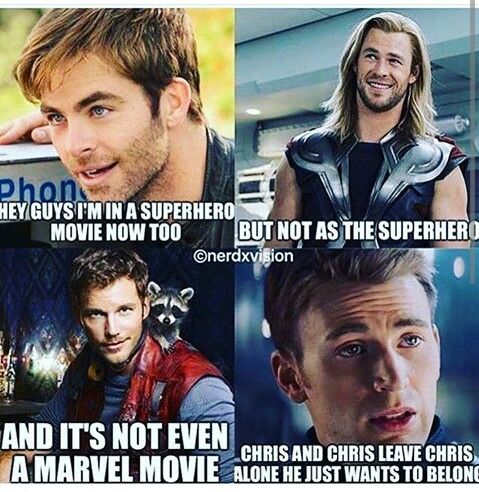 Phon
HEY GUYS I'M IN A SUPERHERO
MOVIE NOW TOO
BUT NOT AS THE SUPERHERO
@nerdxvision
AND IT'S NOT EVEN
A MARVEL MOVIE
CHRIS AND CHRIS LEAVE CHRIS
ALONE HE JUST WANTS TO BELONG